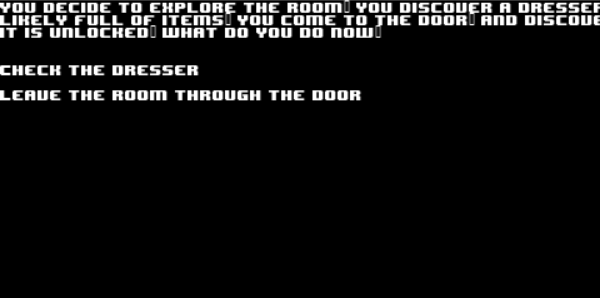 YOU DECIDE TO EXPLORE THE ROOM▯ YOU DISCOVER A DRESSER
LIKELY FULL OF ITEMS▯ YOU COME TO THE DOOR▯ AND DISCOVE
IT IS UNLOCKED▯ WHAT DO YOU DO NOW▯
CHECK THE DRESSER
LEAVE THE ROOM THROUGH THE DOOR